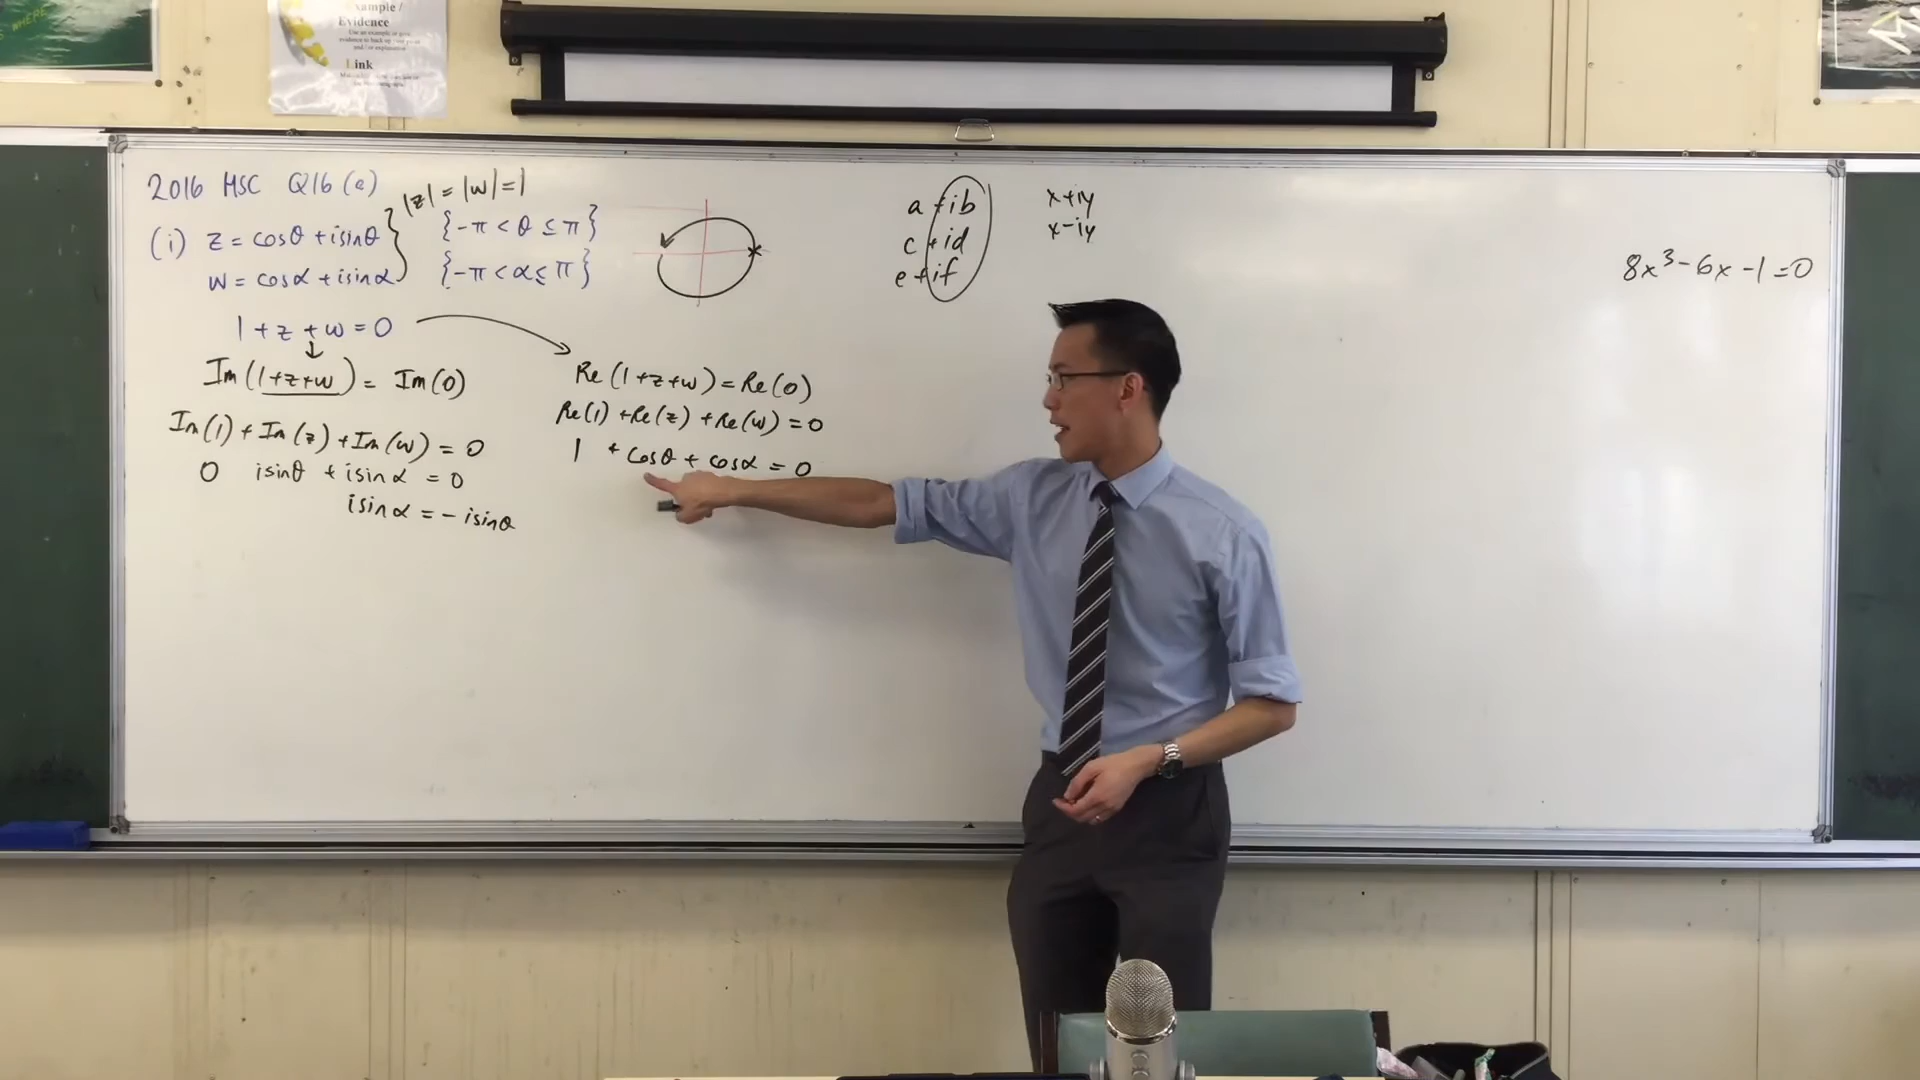 Example /
Evidence
Link
2016 HSC Q16 (a)
|z| = |w| = 1
(i) z = cosθ + isinθ
{-π < θ ≤ π}
w = cosα + isinα
{-π < α ≤ π}
1 + z + w = 0
Im(1+z+w) = Im(0)
Im(1) + Im(z) + Im(w) = 0
0 isinθ + isinα = 0
isinα = - isinθ
Re(1+z+w) = Re(0)
Re(1) + Re(z) + Re(w) = 0
1 + cosθ + cosα = 0
a + ib
c + id
e + if
x+iy
x-iy
8x³ - 6x - 1 = 0